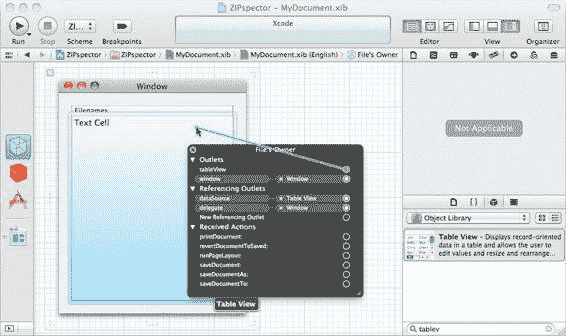 ZIPspector – MyDocument.xib
Xcode
Run
Stop
ZI...
Scheme
Breakpoints
Editor
View
Organizer
ZIPspector
ZIPspector
MyDocument.xib
MyDocument.xib (English)
File's Owner
Window
Filenames
Text Cell
Not Applicable
File's Owner
Outlets
tableView
window
Window
Referencing Outlets
dataSource
Table View
delegate
Window
New Referencing Outlet
Received Actions
printDocument:
revertDocumentToSaved:
runPageLayout:
saveDocument:
saveDocumentAs:
saveDocumentTo:
Table View
Object Library
Table View – Displays record-oriented
data in a table and allows the user to
edit values and resize and rearrange...
tablev